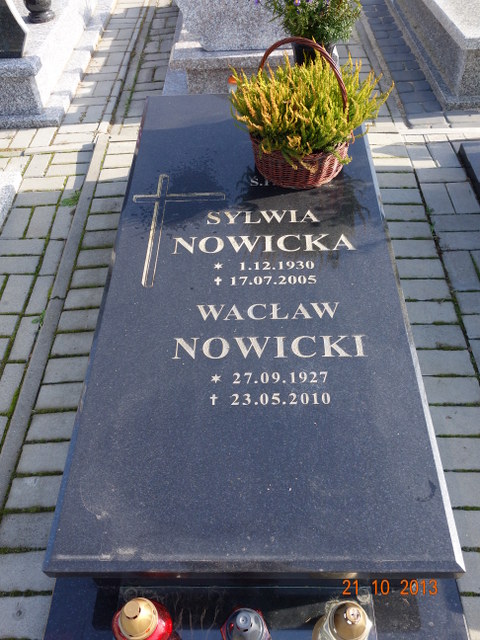 SYLWIA
NOWICKA
✶ 1.12.1930
✝ 17.07.2005
WACŁAW
NOWICKI
✶ 27.09.1927
✝ 23.05.2010
21 10 2013